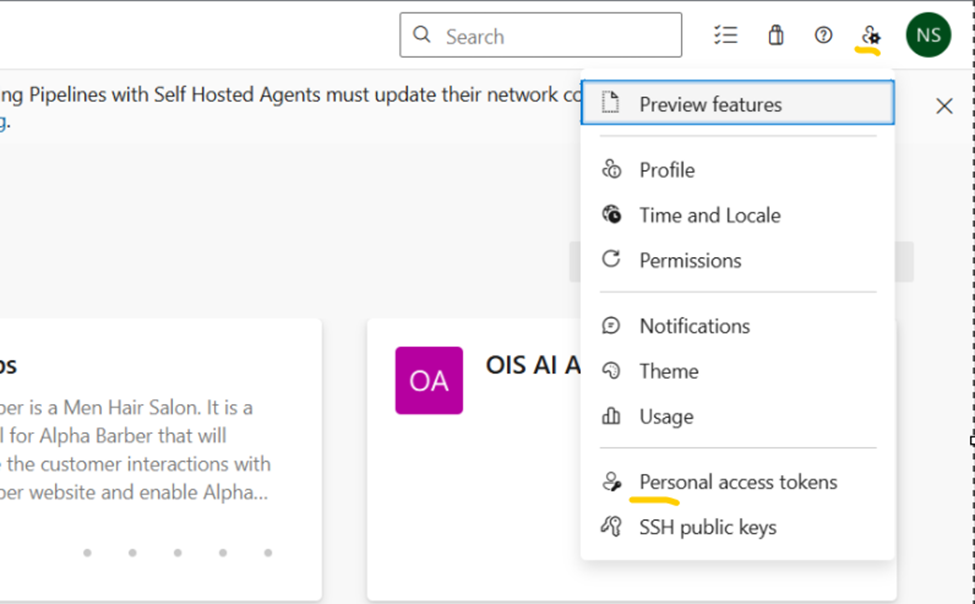 Search
NS
ng Pipelines with Self Hosted Agents must update their network co
g.
Preview features
Profile
Time and Locale
Permissions
Notifications
Theme
Usage
Personal access tokens
SSH public keys
os
ber is a Men Hair Salon. It is a
l for Alpha Barber that will
the customer interactions with
ber website and enable Alpha...
OA
OIS AI A